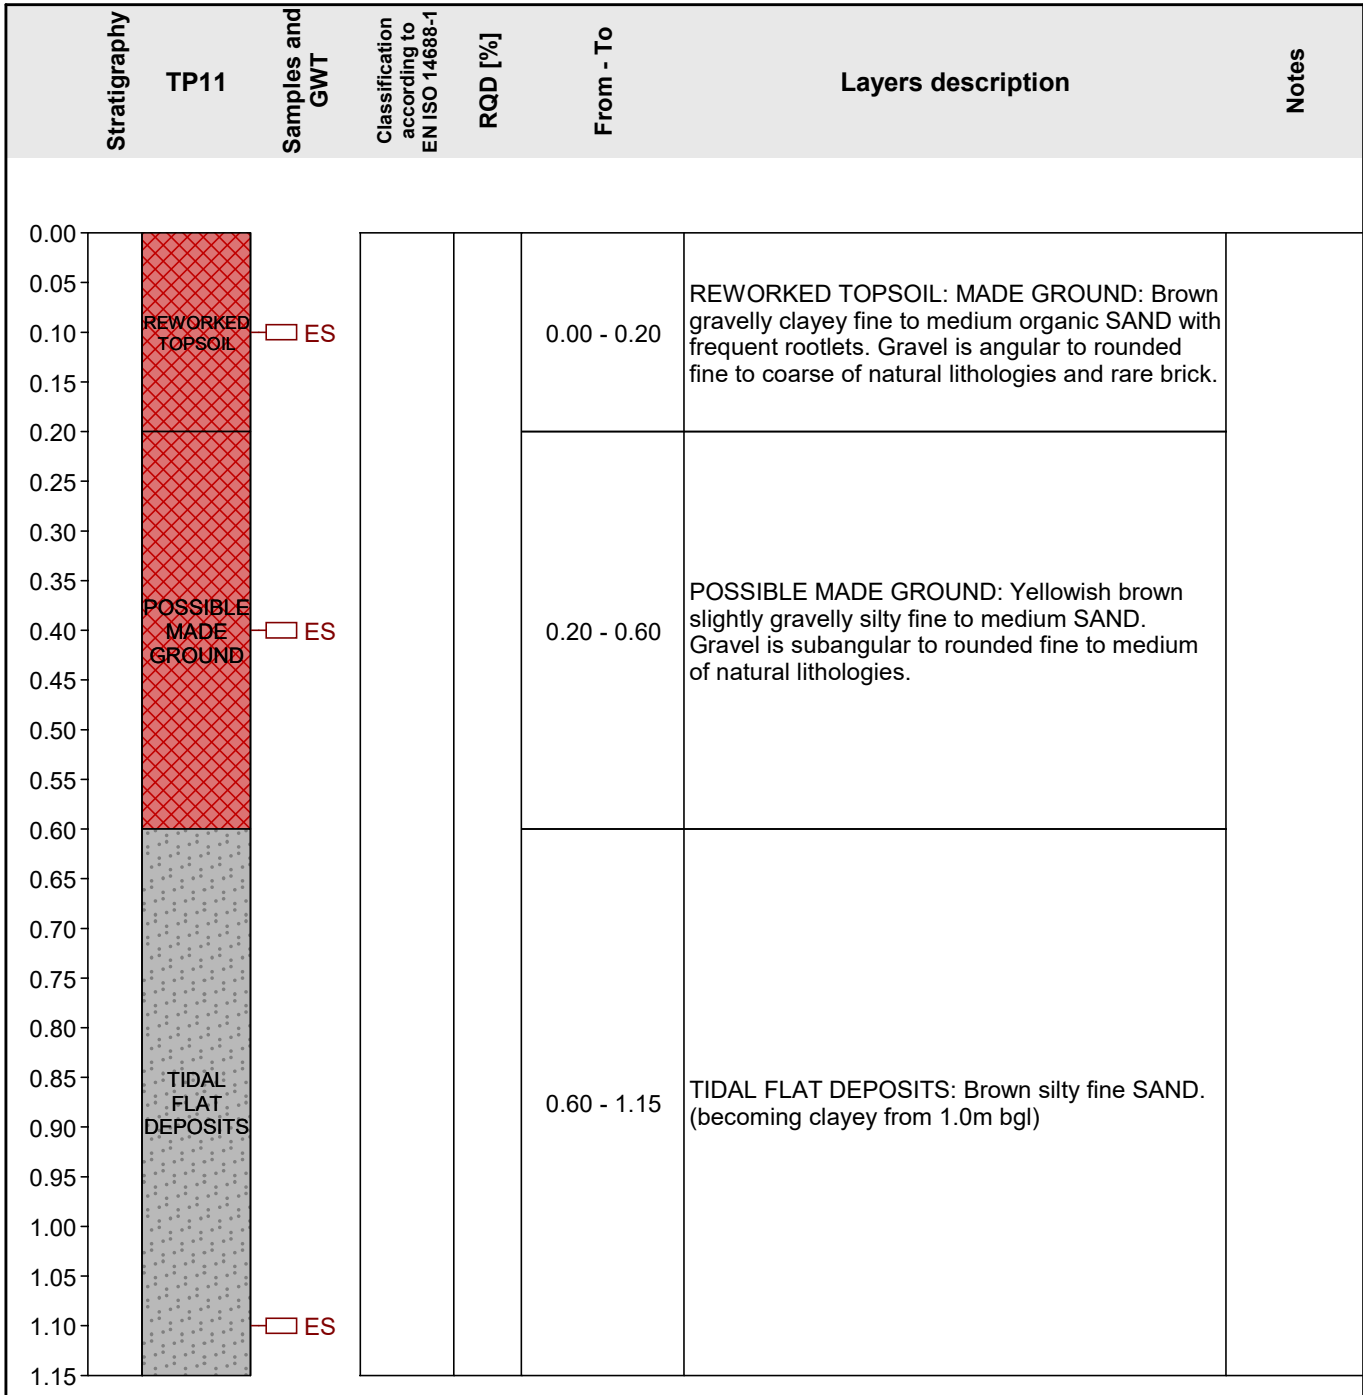 Stratigraphy
TP11
Samples and
GWT
Classification
according to
EN ISO 14688-1
RQD [%]
From - To
Layers description
Notes
0.00
0.05
0.10
0.15
0.20
0.25
0.30
0.35
0.40
0.45
0.50
0.55
0.60
0.65
0.70
0.75
0.80
0.85
0.90
0.95
1.00
1.05
1.10
1.15
REWORKED
TOPSOIL
ES
0.00 - 0.20
REWORKED TOPSOIL: MADE GROUND: Brown
gravelly clayey fine to medium organic SAND with
frequent rootlets. Gravel is angular to rounded
fine to coarse of natural lithologies and rare brick.
POSSIBLE
MADE
GROUND
ES
0.20 - 0.60
POSSIBLE MADE GROUND: Yellowish brown
slightly gravelly silty fine to medium SAND.
Gravel is subangular to rounded fine to medium
of natural lithologies.
TIDAL
FLAT
DEPOSITS
0.60 - 1.15
TIDAL FLAT DEPOSITS: Brown silty fine SAND.
(becoming clayey from 1.0m bgl)
ES